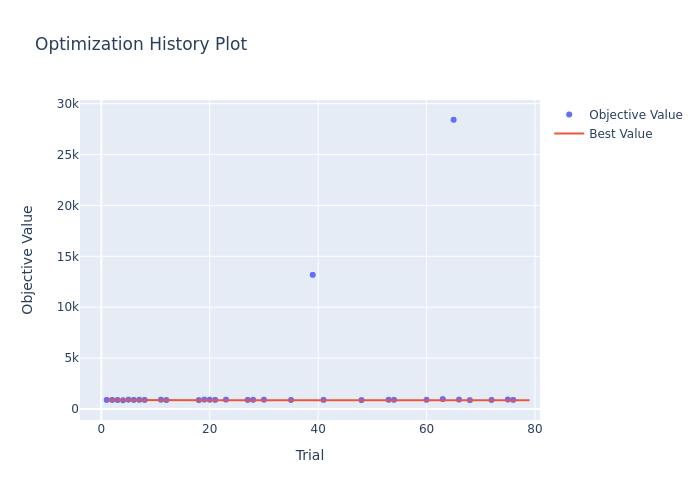 Optimization History Plot
30k
25k
20k
15k
10k
5k
0
Objective Value
0 20 40 60 80
Trial
Objective Value
Best Value